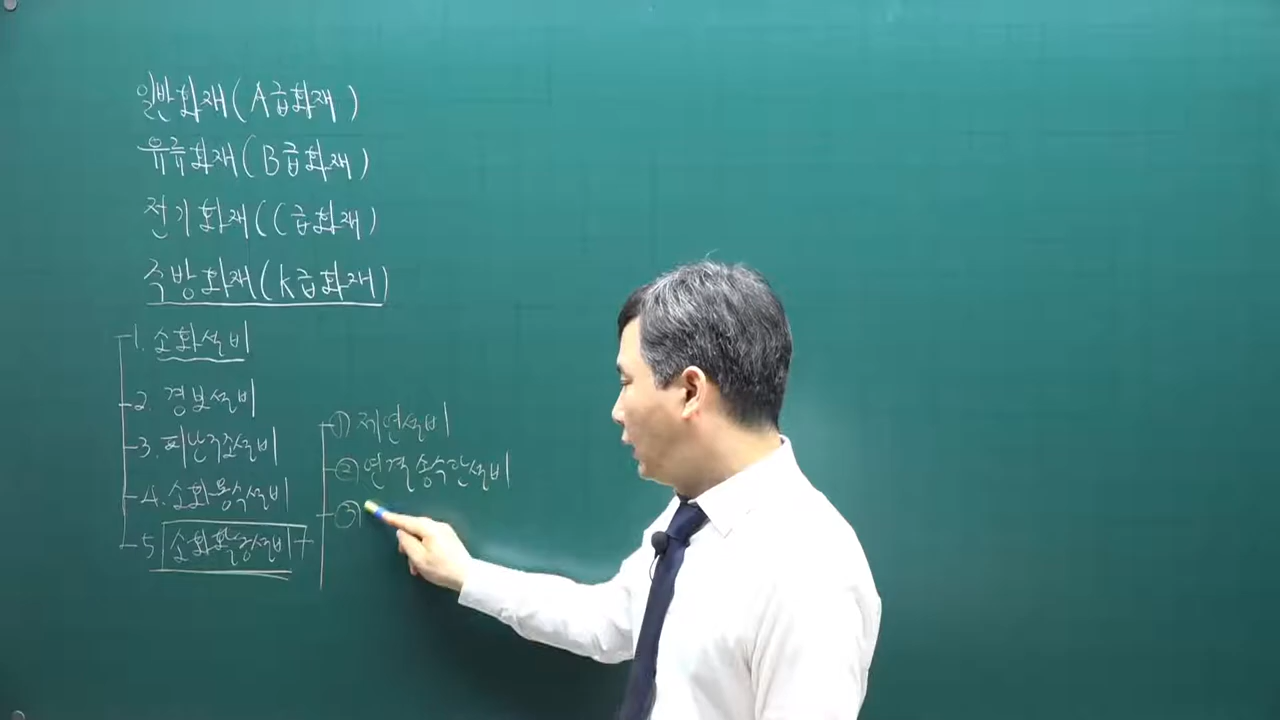 일반화재(A급화재)
유류화재(B급화재)
전기화재(C급화재)
주방화재(K급화재)
1. 소화설비
2. 경보설비
3. 피난구조설비
4. 소화용수설비
5 소화활동설비
① 제연설비
② 연결송수관설비
③